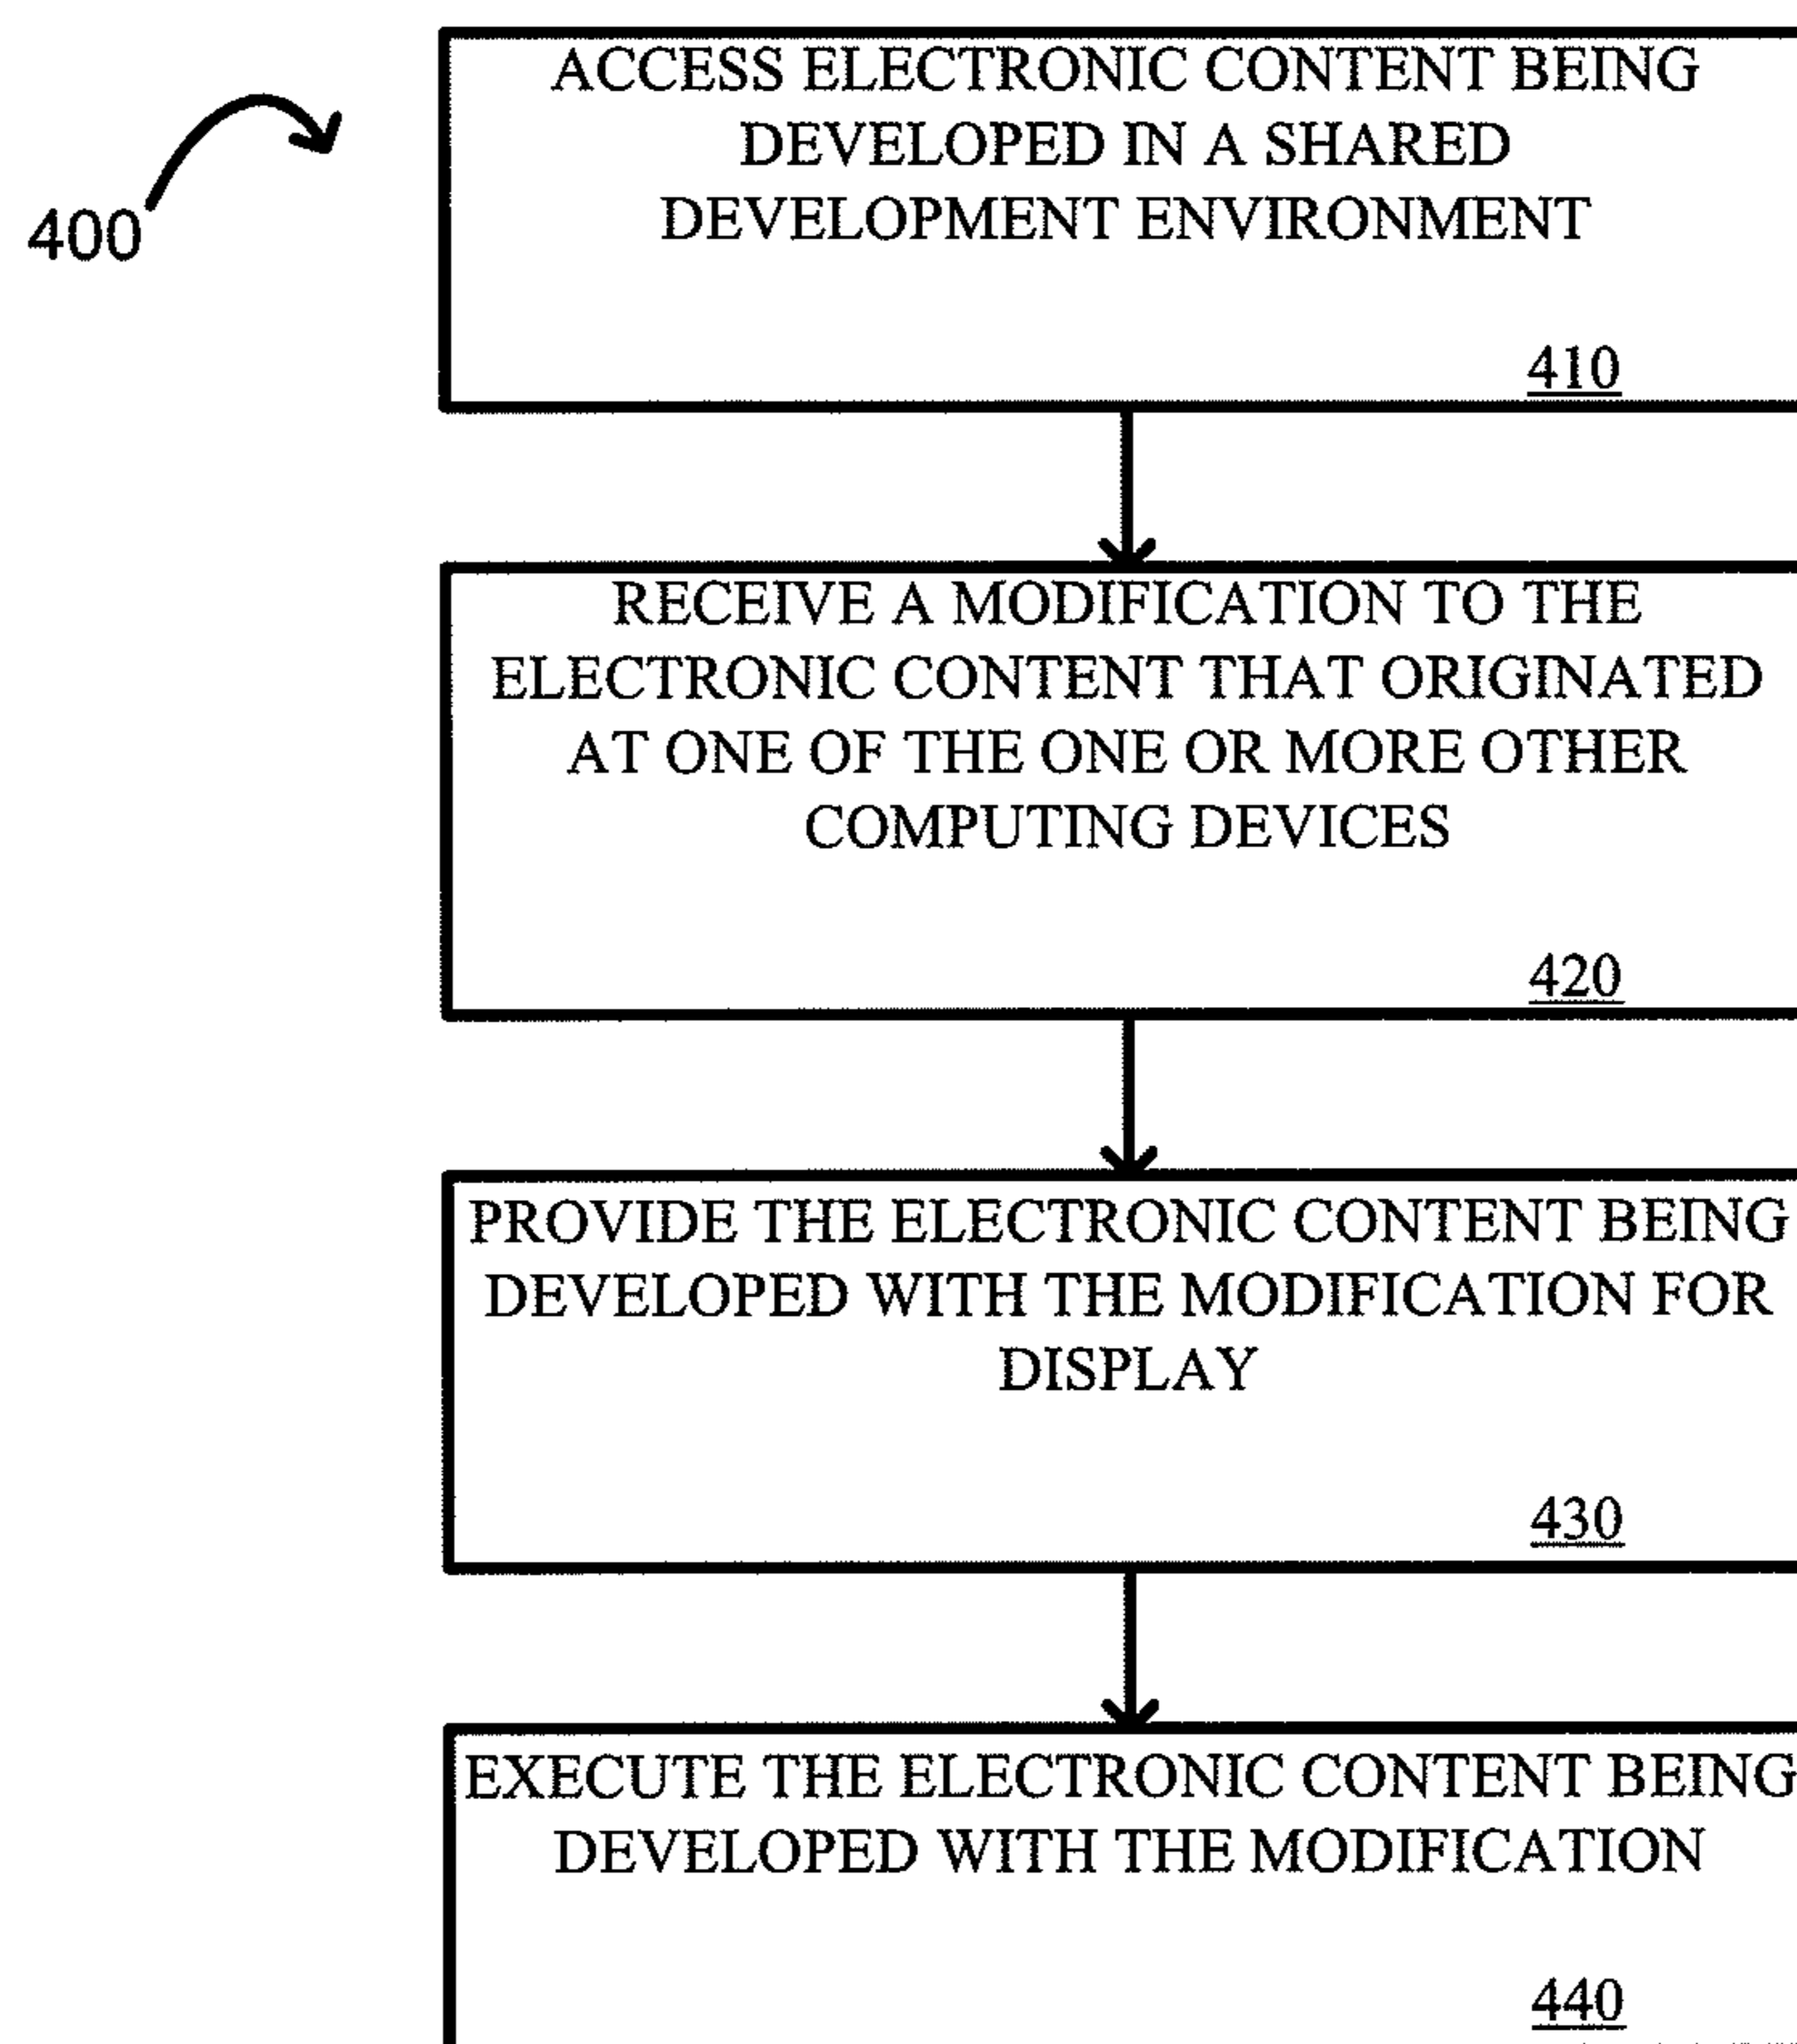 400
ACCESS ELECTRONIC CONTENT BEING
DEVELOPED IN A SHARED
DEVELOPMENT ENVIRONMENT
410
RECEIVE A MODIFICATION TO THE
ELECTRONIC CONTENT THAT ORIGINATED
AT ONE OF THE ONE OR MORE OTHER
COMPUTING DEVICES
420
PROVIDE THE ELECTRONIC CONTENT BEING
DEVELOPED WITH THE MODIFICATION FOR
DISPLAY
430
EXECUTE THE ELECTRONIC CONTENT BEING
DEVELOPED WITH THE MODIFICATION
440